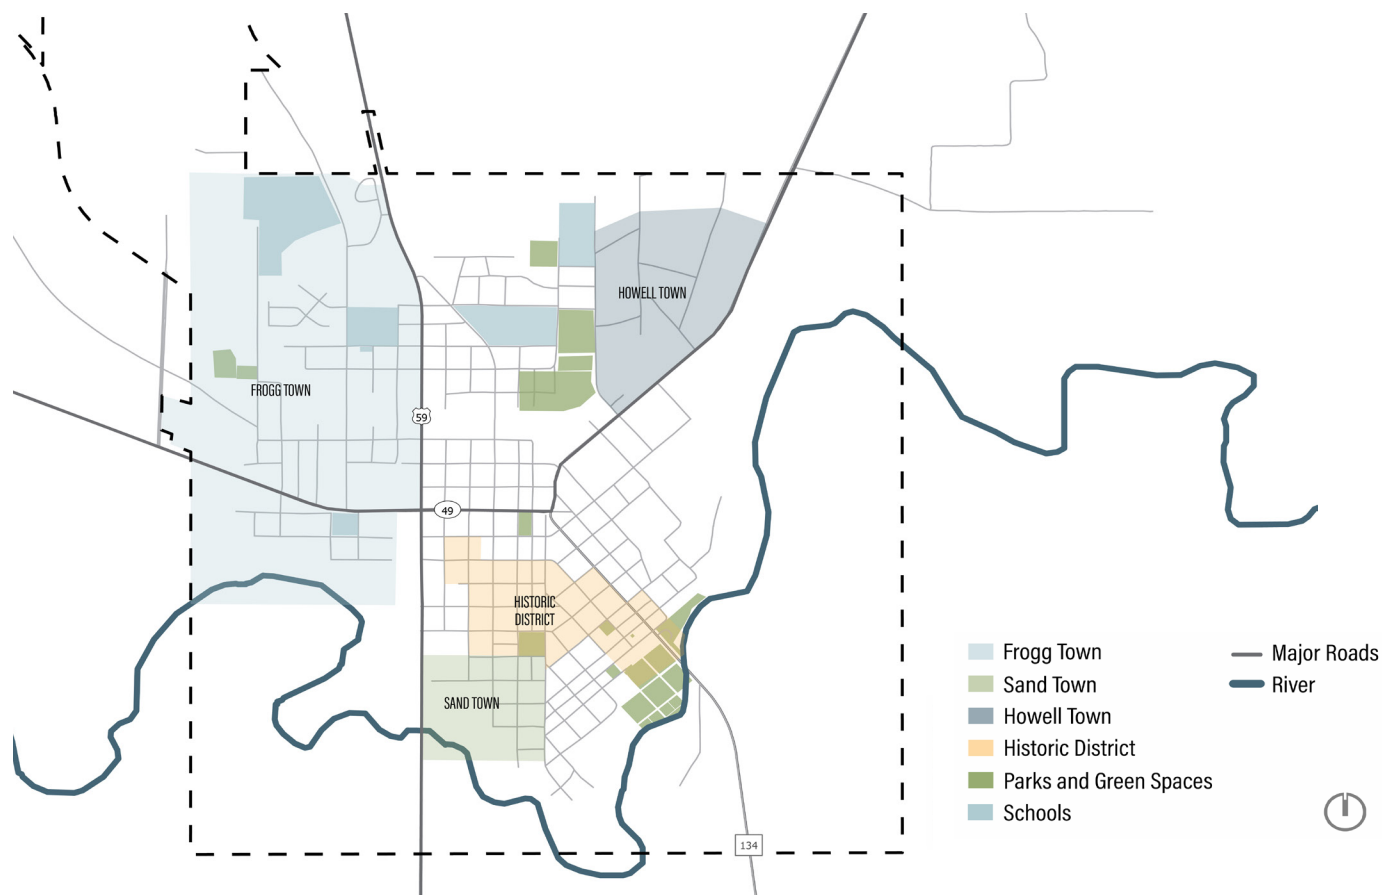 HOWELL TOWN
FROGG TOWN
59
49
HISTORIC
DISTRICT
SAND TOWN
134
Frogg Town
Sand Town
Howell Town
Historic District
Parks and Green Spaces
Schools
Major Roads
River